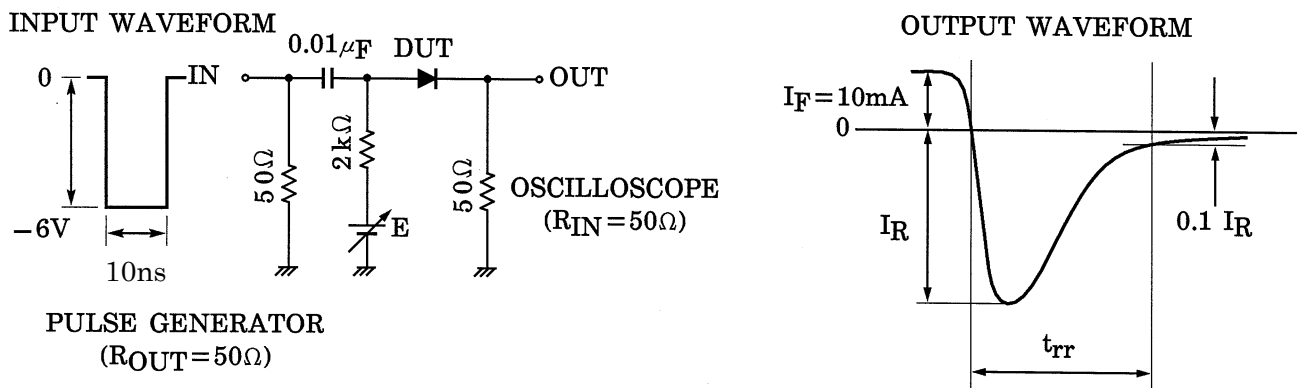 INPUT WAVEFORM
0
IN
−6V
10ns
PULSE GENERATOR
(ROUT=50Ω)
0.01μF DUT
OUT
50Ω
2kΩ
E
50Ω
OSCILLOSCOPE
(RIN=50Ω)
OUTPUT WAVEFORM
IF=10mA
0
IR
0.1 IR
trr